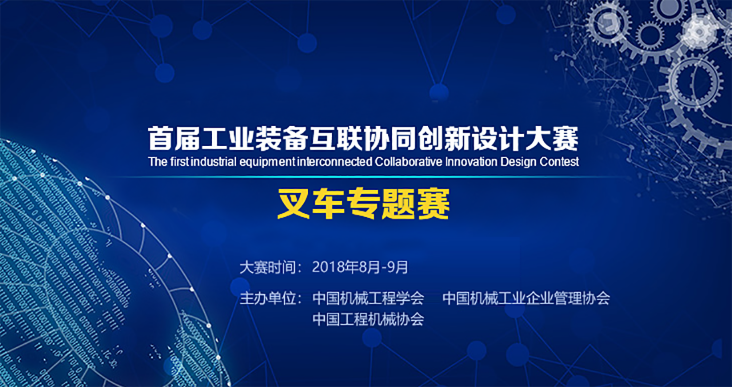 首届工业装备互联协同创新设计大赛
The first industrial equipment interconnected Collaborative Innovation Design Contest
叉车专题赛
大赛时间：2018年8月-9月
主办单位：中国机械工程学会 中国机械工业企业管理协会
中国工程机械协会